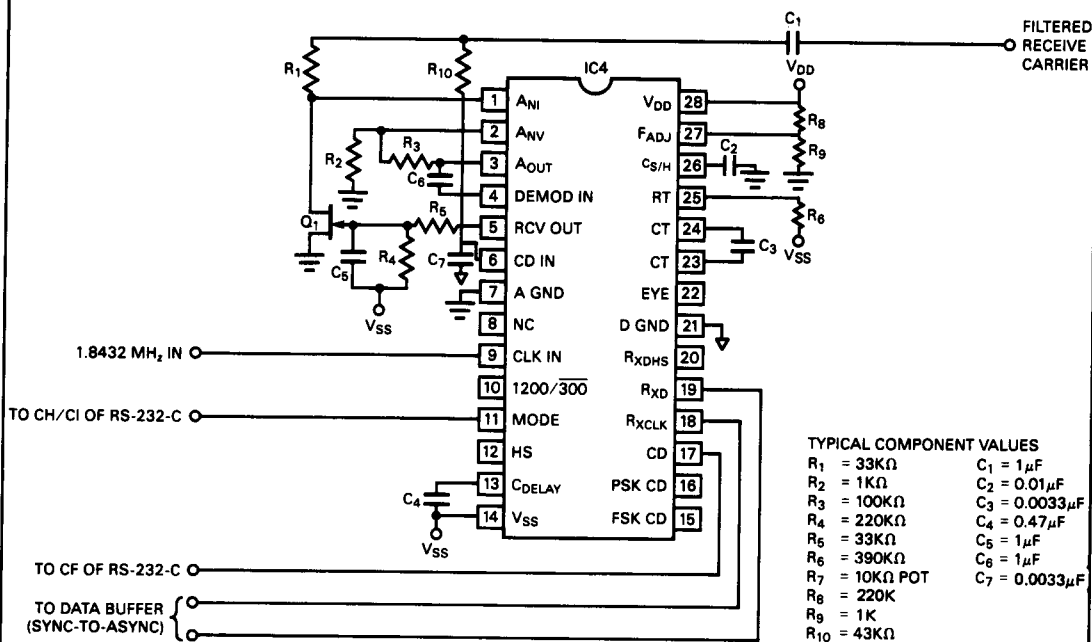 C1
FILTERED
RECEIVE
CARRIER
VDD
R1
R10
IC4
1 ANI
VDD 28
R8
2 ANV
FADJ 27
R2
R3
C2
R9
3 AOUT
CS/H 26
C6
4 DEMOD IN
RT 25
R5
R6
Q1
5 RCV OUT
CT 24
C3
VSS
C5
R4
C7
6 CD IN
CT 23
7 A GND
EYE 22
VSS
8 NC
D GND 21
1.8432 MHz IN
9 CLK IN
RXDHS 20
10 1200/300
RXD 19
TO CH/CI OF RS-232-C
11 MODE
RXCLK 18
12 HS
CD 17
C4
13 CDELAY
PSK CD 16
14 VSS
FSK CD 15
VSS
TO CF OF RS-232-C
TO DATA BUFFER
(SYNC-TO-ASYNC)
TYPICAL COMPONENT VALUES
R1 = 33KΩ C1 = 1μF
R2 = 1KΩ C2 = 0.01μF
R3 = 100KΩ C3 = 0.0033μF
R4 = 220KΩ C4 = 0.47μF
R5 = 33KΩ C5 = 1μF
R6 = 390KΩ C6 = 1μF
R7 = 10KΩ POT C7 = 0.0033μF
R8 = 220K
R9 = 1K
R10 = 43KΩ